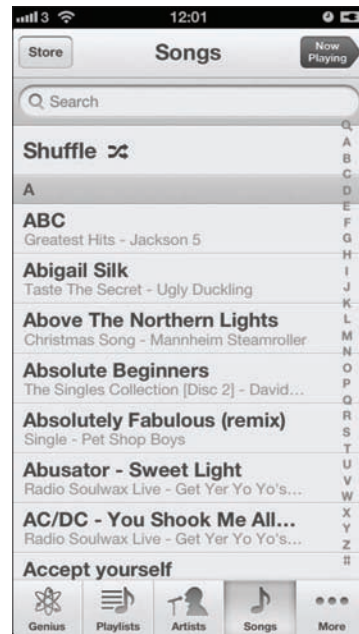 3 12:01
Store Songs Now Playing
Search
Shuffle
A
ABC
Greatest Hits - Jackson 5
Abigail Silk
Taste The Secret - Ugly Duckling
Above The Northern Lights
Christmas Song - Mannheim Steamroller
Absolute Beginners
The Singles Collection [Disc 2] - David...
Absolutely Fabulous (remix)
Single - Pet Shop Boys
Abusator - Sweet Light
Radio Soulwax Live - Get Yer Yo Yo's...
AC/DC - You Shook Me All...
Radio Soulwax Live - Get Yer Yo Yo's...
Accept yourself
A
B
C
D
E
F
G
H
I
J
K
L
M
N
O
P
Q
R
S
T
U
V
W
X
Y
Z
#
Genius Playlists Artists Songs More